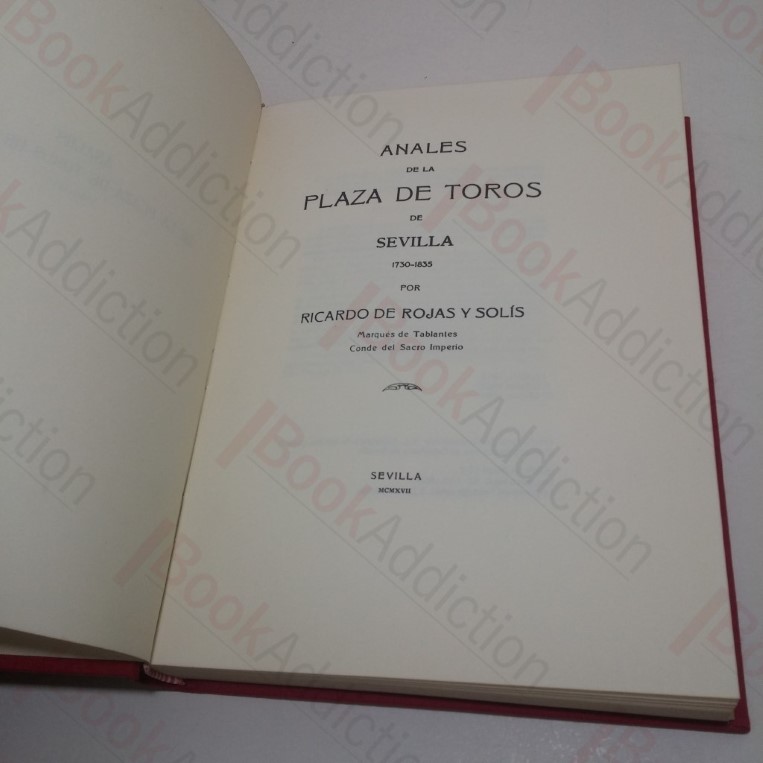 ANALES
DE LA
PLAZA DE TOROS
DE
SEVILLA
1730-1835
POR
RICARDO DE ROJAS Y SOLÍS
Marqués de Tablantes
Conde del Sacro Imperio
SEVILLA
MCMXVII
BookAddiction